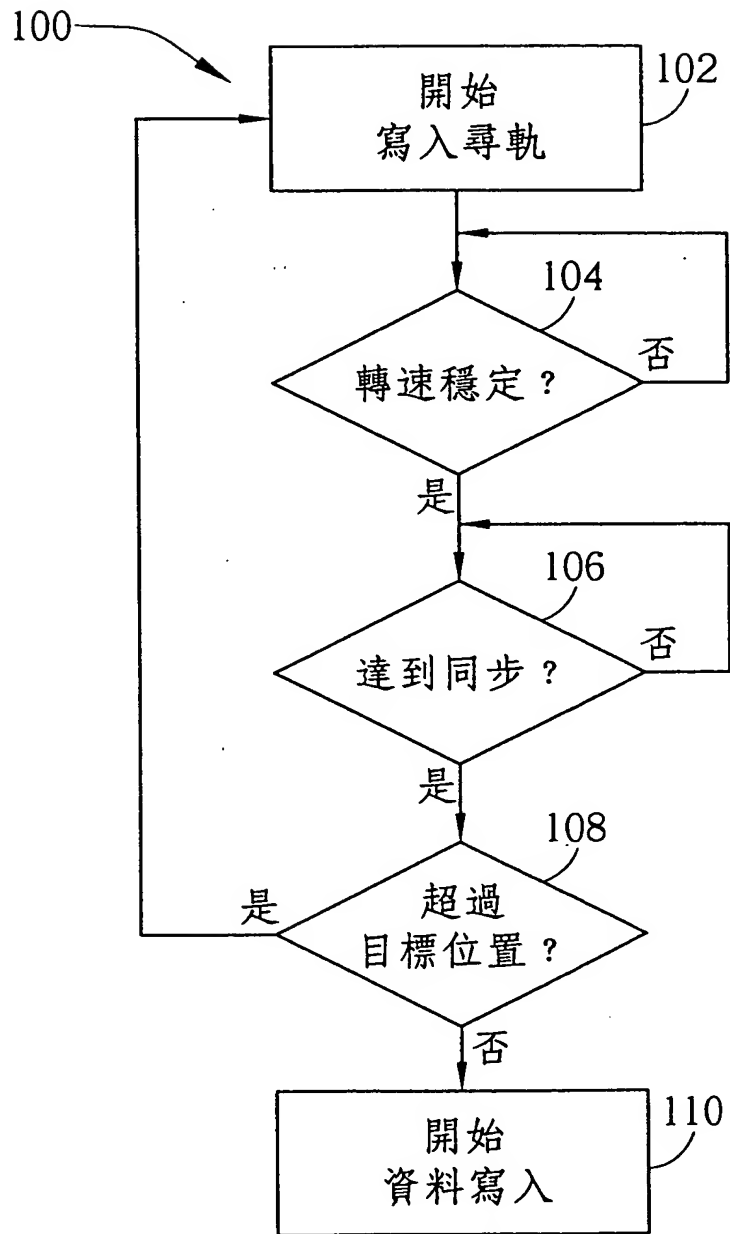 100
開始
寫入尋軌
102
104
轉速穩定？
否
是
106
達到同步？
否
是
108
超過
目標位置？
是
否
開始
資料寫入
110